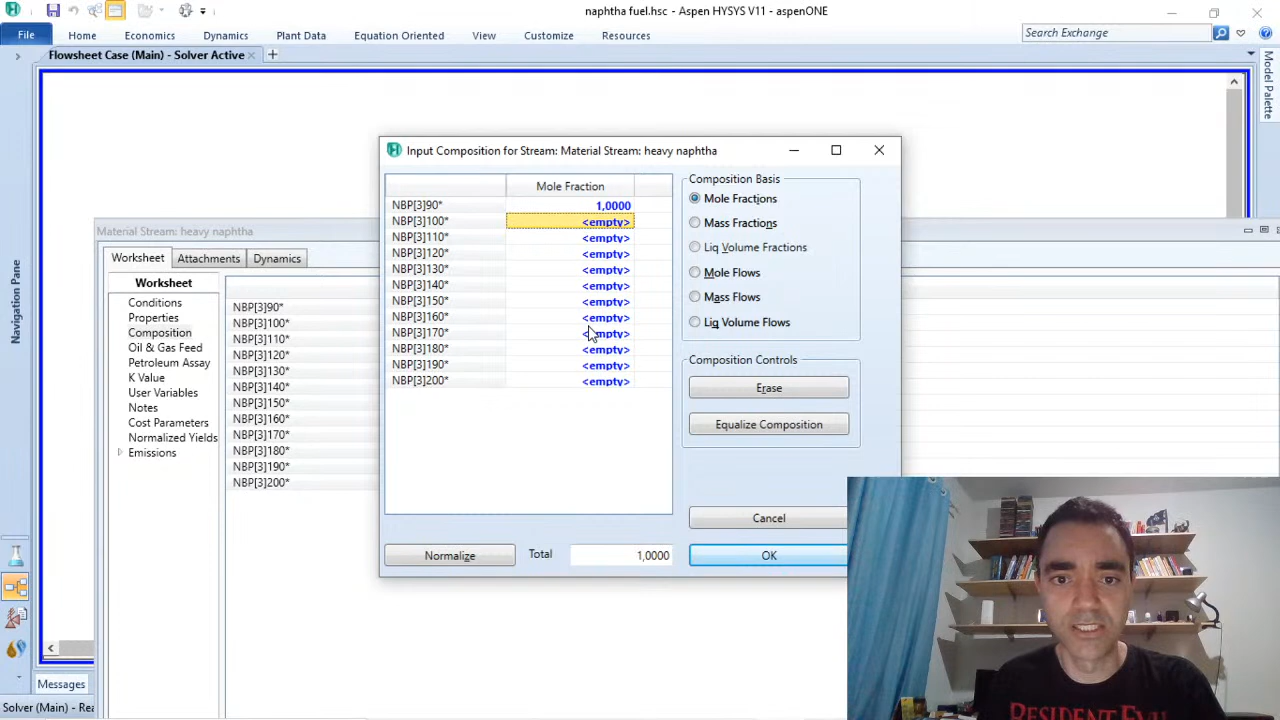 naphtha fuel.hsc - Aspen HYSYS V11 - aspenONE
File Home Economics Dynamics Plant Data Equation Oriented View Customize Resources Search Exchange
Flowsheet Case (Main) - Solver Active
Model Palette
Navigation Pane
Input Composition for Stream: Material Stream: heavy naphtha
Mole Fraction
NBP[3]90* 1,0000
NBP[3]100* <empty>
NBP[3]110* <empty>
NBP[3]120* <empty>
NBP[3]130* <empty>
NBP[3]140* <empty>
NBP[3]150* <empty>
NBP[3]160* <empty>
NBP[3]170* <empty>
NBP[3]180* <empty>
NBP[3]190* <empty>
NBP[3]200* <empty>
Composition Basis
Mole Fractions
Mass Fractions
Liq Volume Fractions
Mole Flows
Mass Flows
Liq Volume Flows
Composition Controls
Erase
Equalize Composition
Cancel
Normalize Total 1,0000 OK
Material Stream: heavy naphtha
Worksheet Attachments Dynamics
Worksheet
Conditions
Properties
Composition
Oil & Gas Feed
Petroleum Assay
K Value
User Variables
Notes
Cost Parameters
Normalized Yields
Emissions
NBP[3]90*
NBP[3]100*
NBP[3]110*
NBP[3]120*
NBP[3]130*
NBP[3]140*
NBP[3]150*
NBP[3]160*
NBP[3]170*
NBP[3]180*
NBP[3]190*
NBP[3]200*
Messages
Solver (Main) - Rea
RESIDENT EVIL